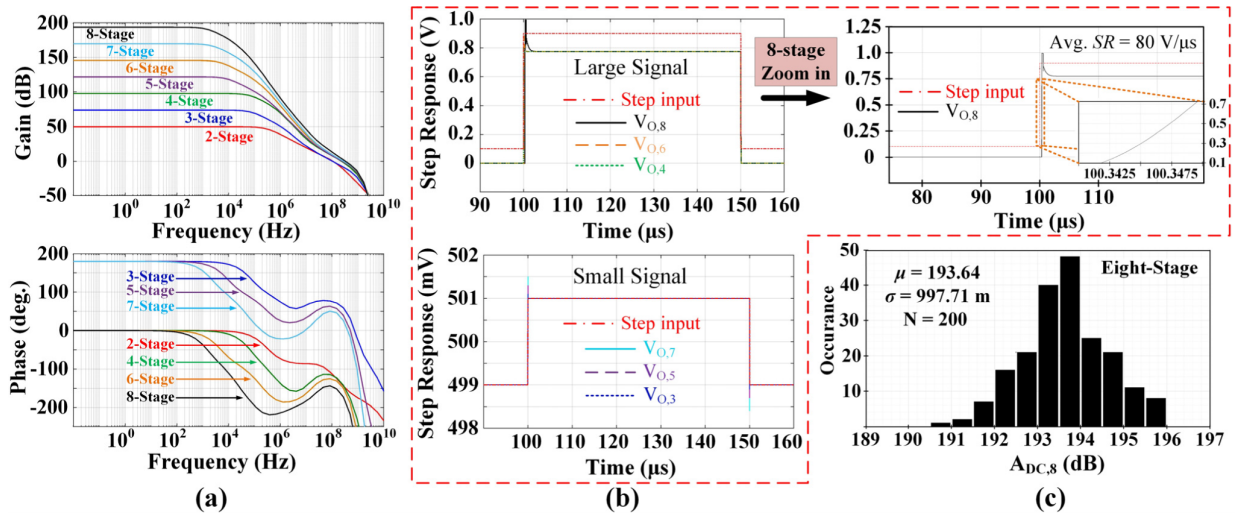 200
150
100
50
0
-50
Gain (dB)
8-Stage
7-Stage
6-Stage
5-Stage
4-Stage
3-Stage
2-Stage
10^0 10^2 10^4 10^6 10^8 10^10
Frequency (Hz)
200
100
0
-100
-200
Phase (deg.)
3-Stage
5-Stage
7-Stage
2-Stage
4-Stage
6-Stage
8-Stage
10^0 10^2 10^4 10^6 10^8 10^10
Frequency (Hz)
(a)
1
0.8
0.6
0.4
0.2
0
Step Response (V)
Large Signal
Step input
V_O,8
V_O,6
V_O,4
90 100 110 120 130 140 150 160
Time (µs)
8-stage
Zoom in
1.25
1.00
0.75
0.5
0.25
0
Step Response (V)
Avg. SR = 80 V/µs
Step input
V_O,8
0.7
0.5
0.3
0.1
100.3425 100.3475
80 90 100 110
Time (µs)
502
501
500
499
498
Step Response (mV)
Small Signal
Step input
V_O,7
V_O,5
V_O,3
100 110 120 130 140 150 160
Time (µs)
(b)
50
40
30
20
10
0
Occurance
µ = 193.64
σ = 997.71 m
N = 200
Eight-Stage
189 190 191 192 193 194 195 196 197
A_DC,8 (dB)
(c)